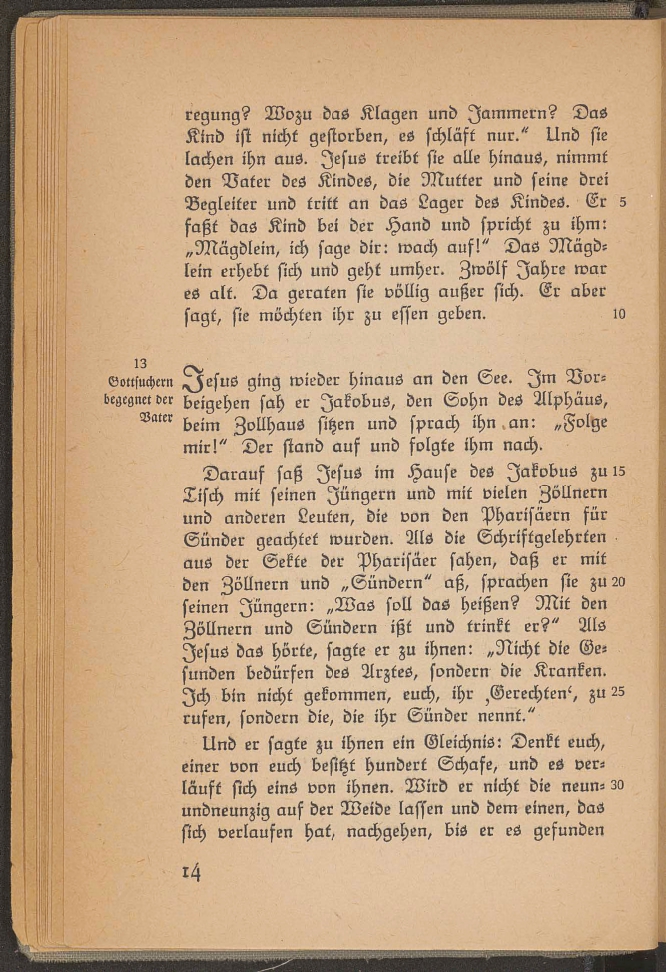 regung? Wozu das Klagen und Jammern? Das
Kind ist nicht gestorben, es schläft nur.“ Und sie
lachen ihn aus. Jesus treibt sie alle hinaus, nimmt
den Vater des Kindes, die Mutter und seine drei
Begleiter und tritt an das Lager des Kindes. Er 5
faßt das Kind bei der Hand und spricht zu ihm:
„Mägdlein, ich sage dir: wach auf!“ Das Mägd-
lein erhebt sich und geht umher. Zwölf Jahre war
es alt. Da geraten sie völlig außer sich. Er aber
sagt, sie möchten ihr zu essen geben. 10
13
Gottsuchern
begegnet der
Vater
Jesus ging wieder hinaus an den See. Im Vor-
beigehen sah er Jakobus, den Sohn des Alphäus,
beim Zollhaus sitzen und sprach ihn an: „Folge
mir!“ Der stand auf und folgte ihm nach.
Darauf saß Jesus im Hause des Jakobus zu 15
Tisch mit seinen Jüngern und mit vielen Zöllnern
und anderen Leuten, die von den Pharisäern für
Sünder geachtet wurden. Als die Schriftgelehrten
aus der Sekte der Pharisäer sahen, daß er mit
den Zöllnern und „Sündern“ aß, sprachen sie zu 20
seinen Jüngern: „Was soll das heißen? Mit den
Zöllnern und Sündern ißt und trinkt er?“ Als
Jesus das hörte, sagte er zu ihnen: „Nicht die Ge-
sunden bedürfen des Arztes, sondern die Kranken.
Ich bin nicht gekommen, euch, ihr ‚Gerechten‘, zu 25
rufen, sondern die, die ihr Sünder nennt.“
Und er sagte zu ihnen ein Gleichnis: Denkt euch,
einer von euch besitzt hundert Schafe, und es ver-
läuft sich eins von ihnen. Wird er nicht die neun- 30
undneunzig auf der Weide lassen und dem einen, das
sich verlaufen hat, nachgehen, bis er es gefunden
14